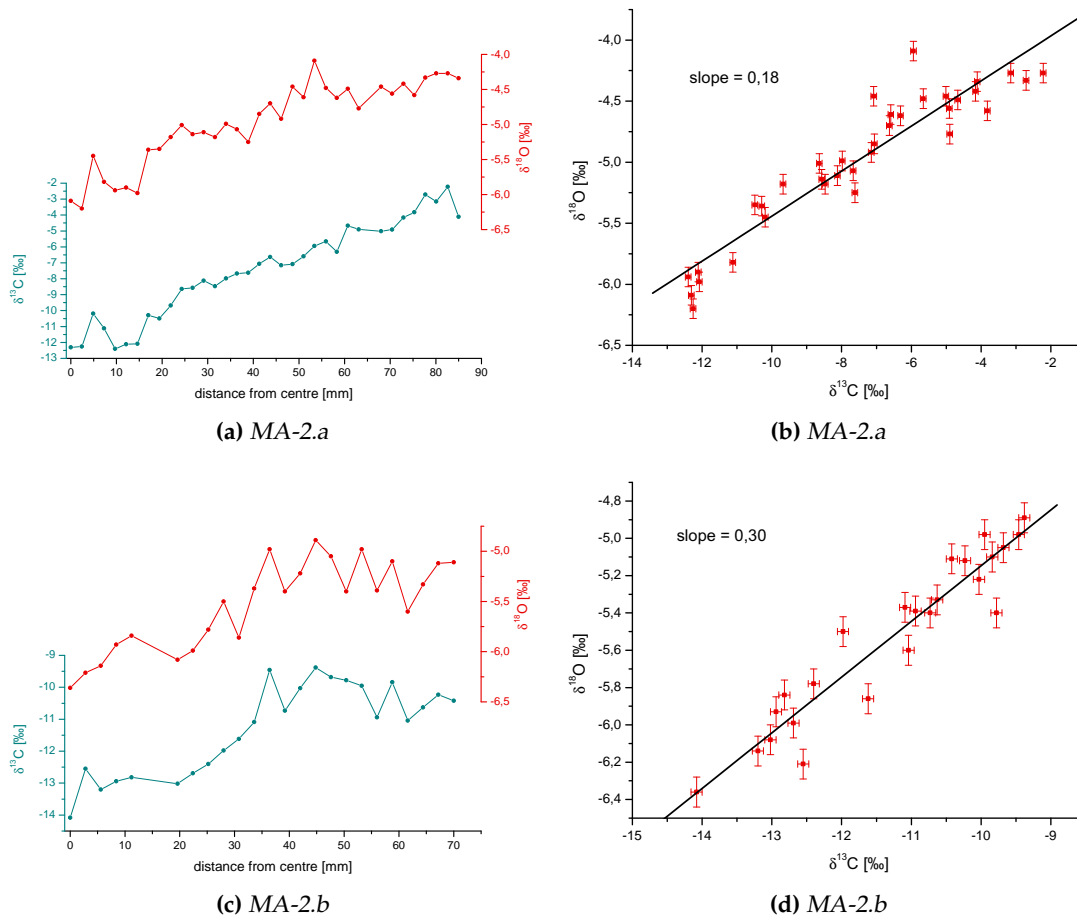 -4,0
-4,5
-5,0
-5,5
-6,0
-6,5
δ18O [‰]
-2
-3
-4
-5
-6
-7
-8
-9
-10
-11
-12
-13
δ13C [‰]
0 10 20 30 40 50 60 70 80 90
distance from centre [mm]
(a) MA-2.a
slope = 0,18
-4,0
-4,5
-5,0
-5,5
-6,0
-6,5
δ18O [‰]
-14 -12 -10 -8 -6 -4 -2
δ13C [‰]
(b) MA-2.a
-5,0
-5,5
-6,0
-6,5
δ18O [‰]
-9
-10
-11
-12
-13
-14
δ13C [‰]
0 10 20 30 40 50 60 70
distance from centre [mm]
(c) MA-2.b
slope = 0,30
-4,8
-5,0
-5,2
-5,4
-5,6
-5,8
-6,0
-6,2
-6,4
δ18O [‰]
-15 -14 -13 -12 -11 -10 -9
δ13C [‰]
(d) MA-2.b